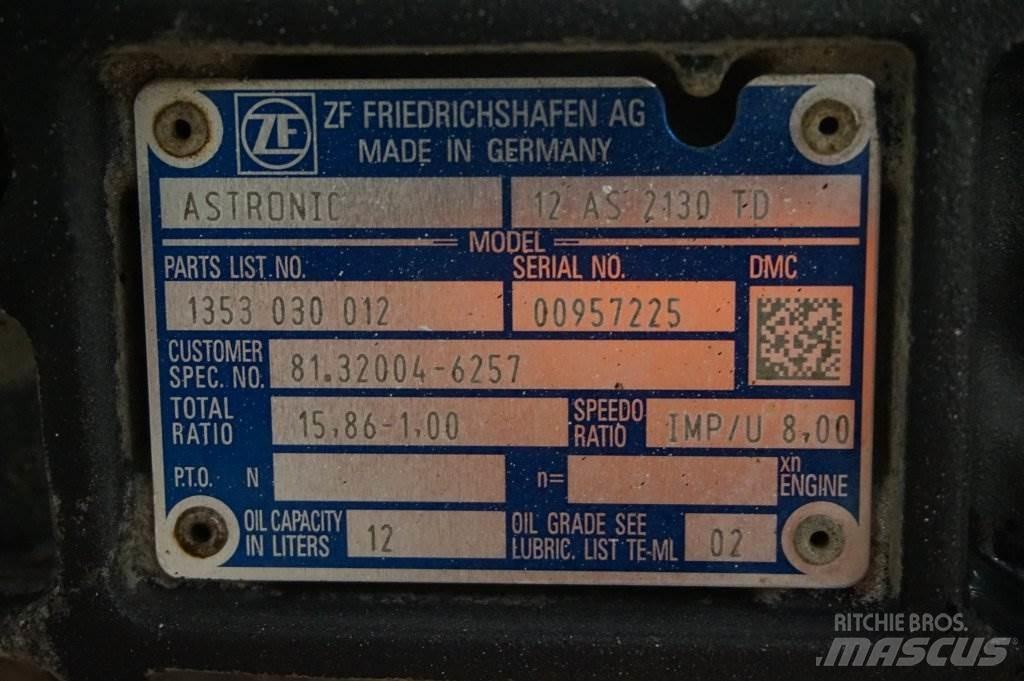 ZF ZF FRIEDRICHSHAFEN AG
MADE IN GERMANY
ASTRONIC 12 AS 2130 TD
MODEL
PARTS LIST NO. SERIAL NO. DMC
1353 030 012 00957225
CUSTOMER
SPEC. NO. 81.32004-6257
TOTAL
RATIO 15,86-1,00 SPEEDO
RATIO IMP/U 8,00
P.T.O. N n= xn
ENGINE
OIL CAPACITY
IN LITERS 12 OIL GRADE SEE
LUBRIC. LIST TE-ML 02
RITCHIE BROS.
MASCUS